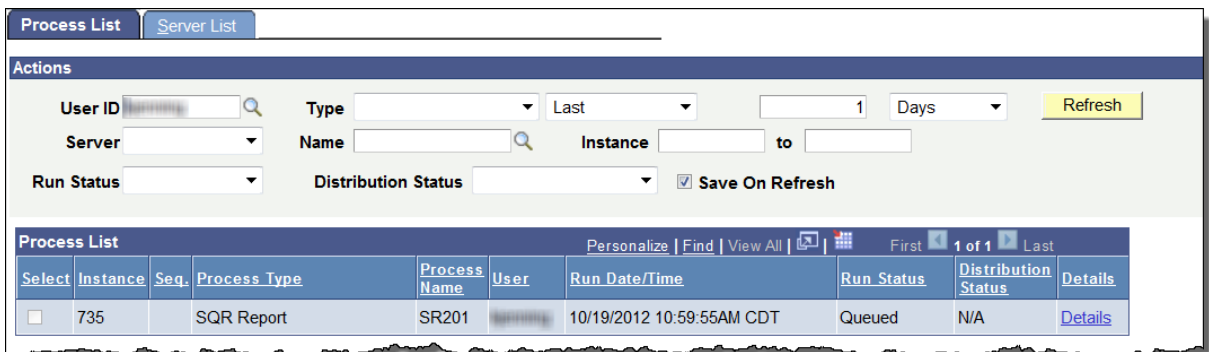 Process List Server List
Actions
User ID Type Last 1 Days Refresh
Server Name Instance to
Run Status Distribution Status Save On Refresh
Process List Personalize | Find | View All | | First 1 of 1 Last
Select Instance Seq. Process Type Process Name User Run Date/Time Run Status Distribution Status Details
735 SQR Report SR201 10/19/2012 10:59:55AM CDT Queued N/A Details